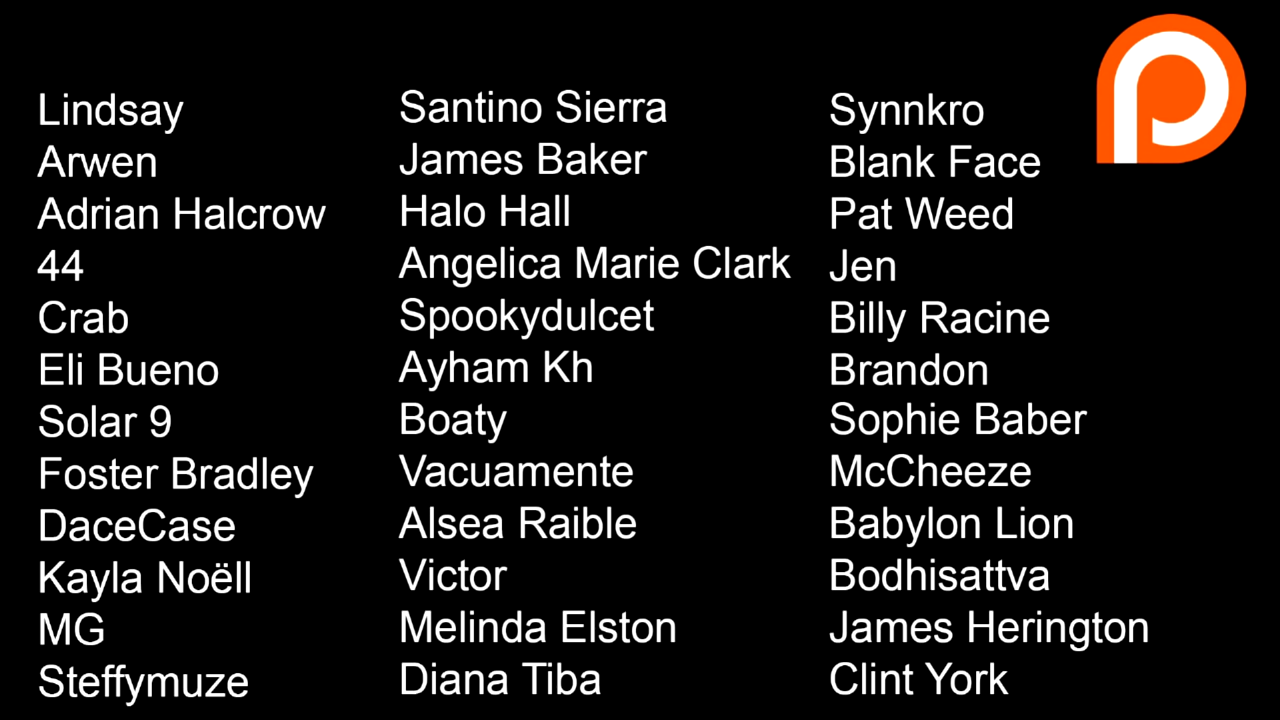 Lindsay
Arwen
Adrian Halcrow
44
Crab
Eli Bueno
Solar 9
Foster Bradley
DaceCase
Kayla Noëll
MG
Steffymuze
Santino Sierra
James Baker
Halo Hall
Angelica Marie Clark
Spookydulcet
Ayham Kh
Boaty
Vacuamente
Alsea Raible
Victor
Melinda Elston
Diana Tiba
Synnkro
Blank Face
Pat Weed
Jen
Billy Racine
Brandon
Sophie Baber
McCheeze
Babylon Lion
Bodhisattva
James Herington
Clint York